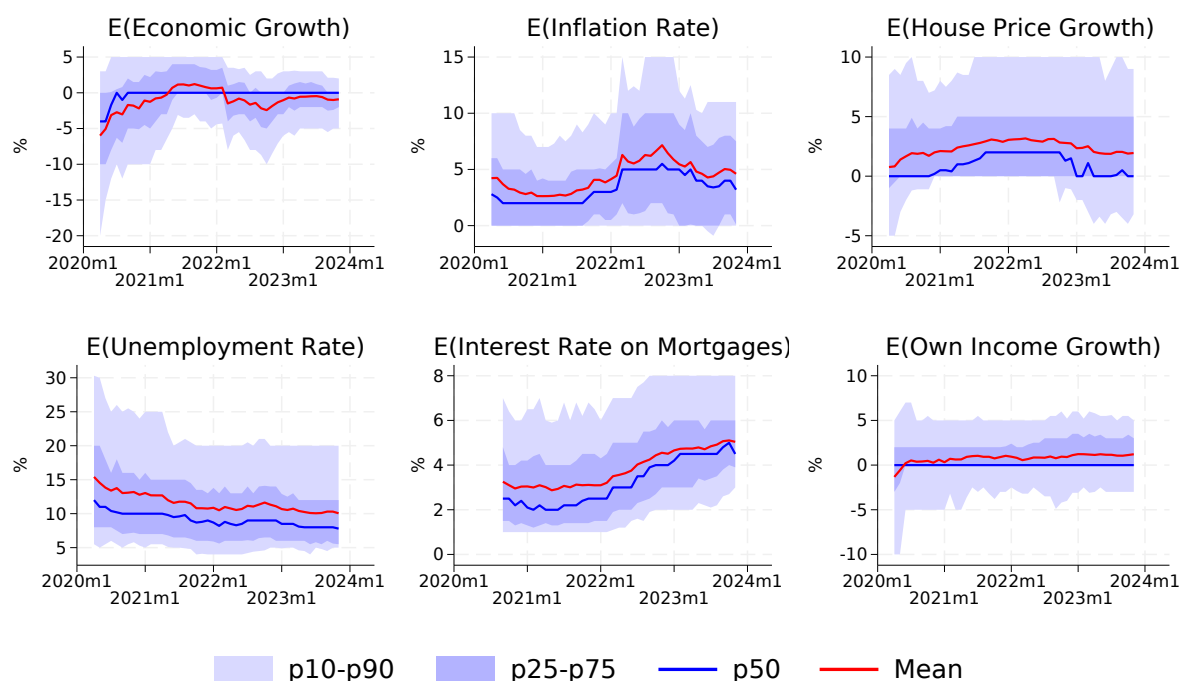 E(Economic Growth)
E(Inflation Rate)
E(House Price Growth)
5
0
-5
-10
-15
-20
%
2020m1
2021m1
2022m1
2023m1
2024m1
15
10
5
0
%
2020m1
2021m1
2022m1
2023m1
2024m1
10
5
0
-5
%
2020m1
2021m1
2022m1
2023m1
2024m1
E(Unemployment Rate)
E(Interest Rate on Mortgages)
E(Own Income Growth)
30
25
20
15
10
5
%
2020m1
2021m1
2022m1
2023m1
2024m1
8
6
4
2
0
%
2020m1
2021m1
2022m1
2023m1
2024m1
10
5
0
-5
-10
%
2020m1
2021m1
2022m1
2023m1
2024m1
p10-p90
p25-p75
p50
Mean